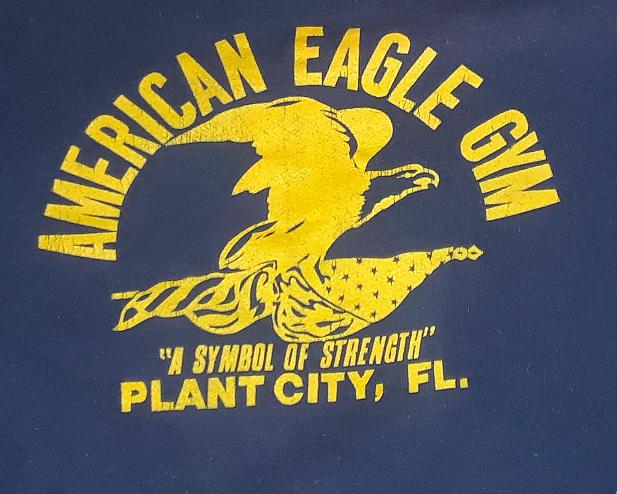 AMERICAN EAGLE GYM
"A SYMBOL OF STRENGTH"
PLANT CITY, FL.